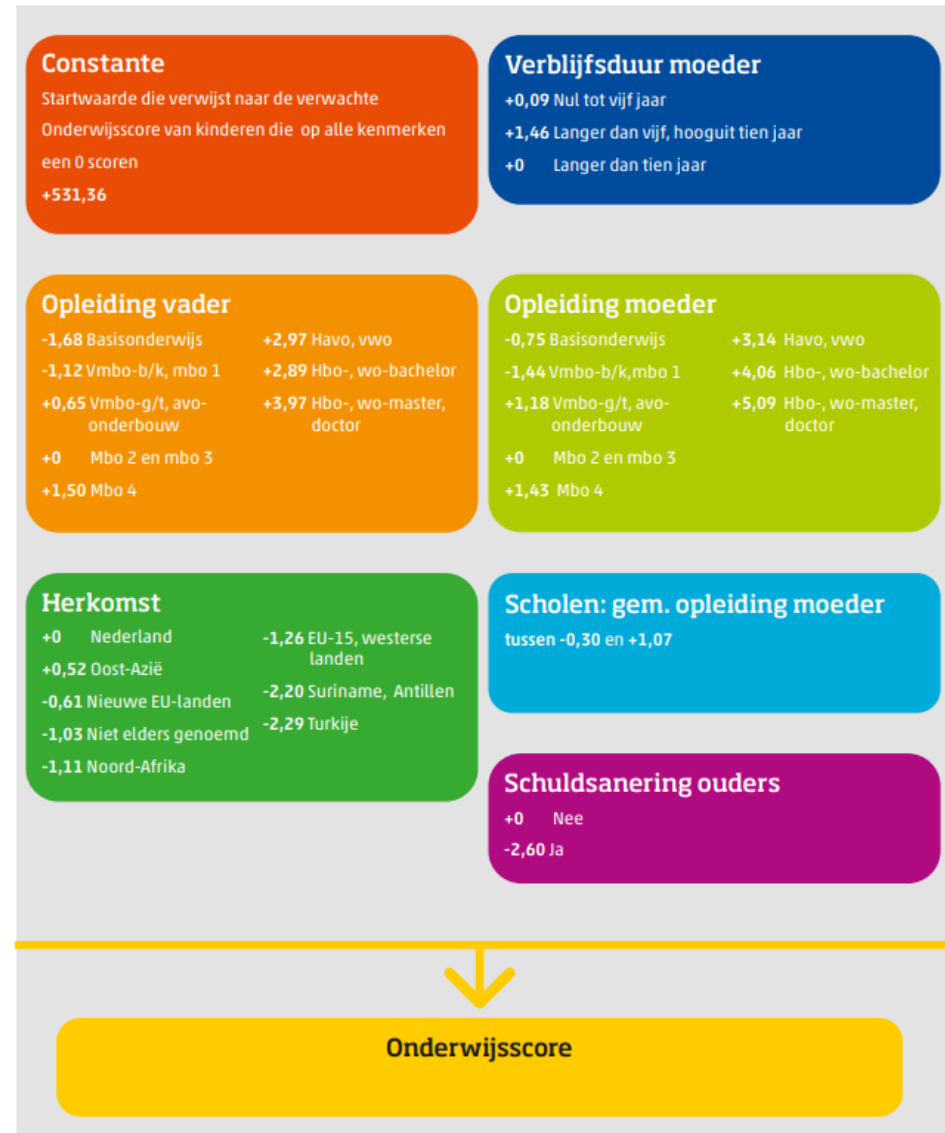 Constante
Startwaarde die verwijst naar de verwachte
Onderwijsscore van kinderen die op alle kenmerken
een 0 scoren
+531,36
Verblijfsduur moeder
+0,09 Nul tot vijf jaar
+1,46 Langer dan vijf, hooguit tien jaar
+0 Langer dan tien jaar
Opleiding vader
-1,68 Basisonderwijs
-1,12 Vmbo-b/k, mbo 1
+0,65 Vmbo-g/t, avo-
onderbouw
+0 Mbo 2 en mbo 3
+1,50 Mbo 4
+2,97 Havo, vwo
+2,89 Hbo-, wo-bachelor
+3,97 Hbo-, wo-master,
doctor
Opleiding moeder
-0,75 Basisonderwijs
-1,44 Vmbo-b/k,mbo 1
+1,18 Vmbo-g/t, avo-
onderbouw
+0 Mbo 2 en mbo 3
+1,43 Mbo 4
+3,14 Havo, vwo
+4,06 Hbo-, wo-bachelor
+5,09 Hbo-, wo-master,
doctor
Herkomst
+0 Nederland
+0,52 Oost-Azië
-0,61 Nieuwe EU-landen
-1,03 Niet elders genoemd
-1,11 Noord-Afrika
-1,26 EU-15, westerse
landen
-2,20 Suriname, Antillen
-2,29 Turkije
Scholen: gem. opleiding moeder
tussen -0,30 en +1,07
Schuldsanering ouders
+0 Nee
-2,60 Ja
Onderwijsscore